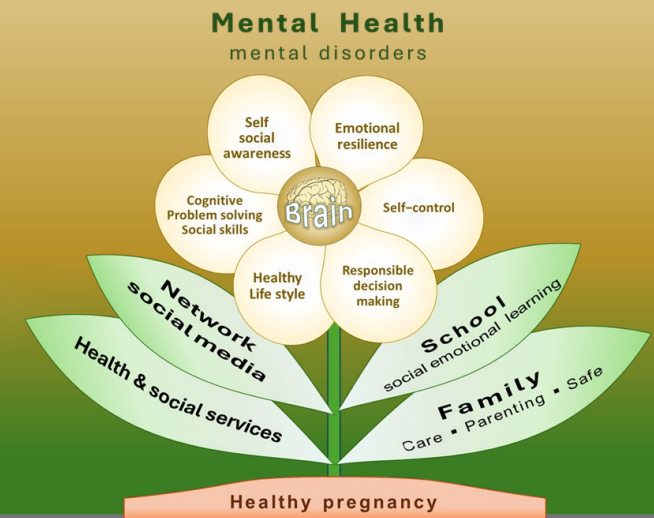 Mental Health
mental disorders
Self
social
awareness
Emotional
resilience
Cognitive
Problem solving
Social skills
Brain
Self-control
Healthy
Life style
Responsible
decision
making
Network
social media
School
social emotional learning
Health & social services
Family
Care ▪ Parenting ▪ Safe
Healthy pregnancy